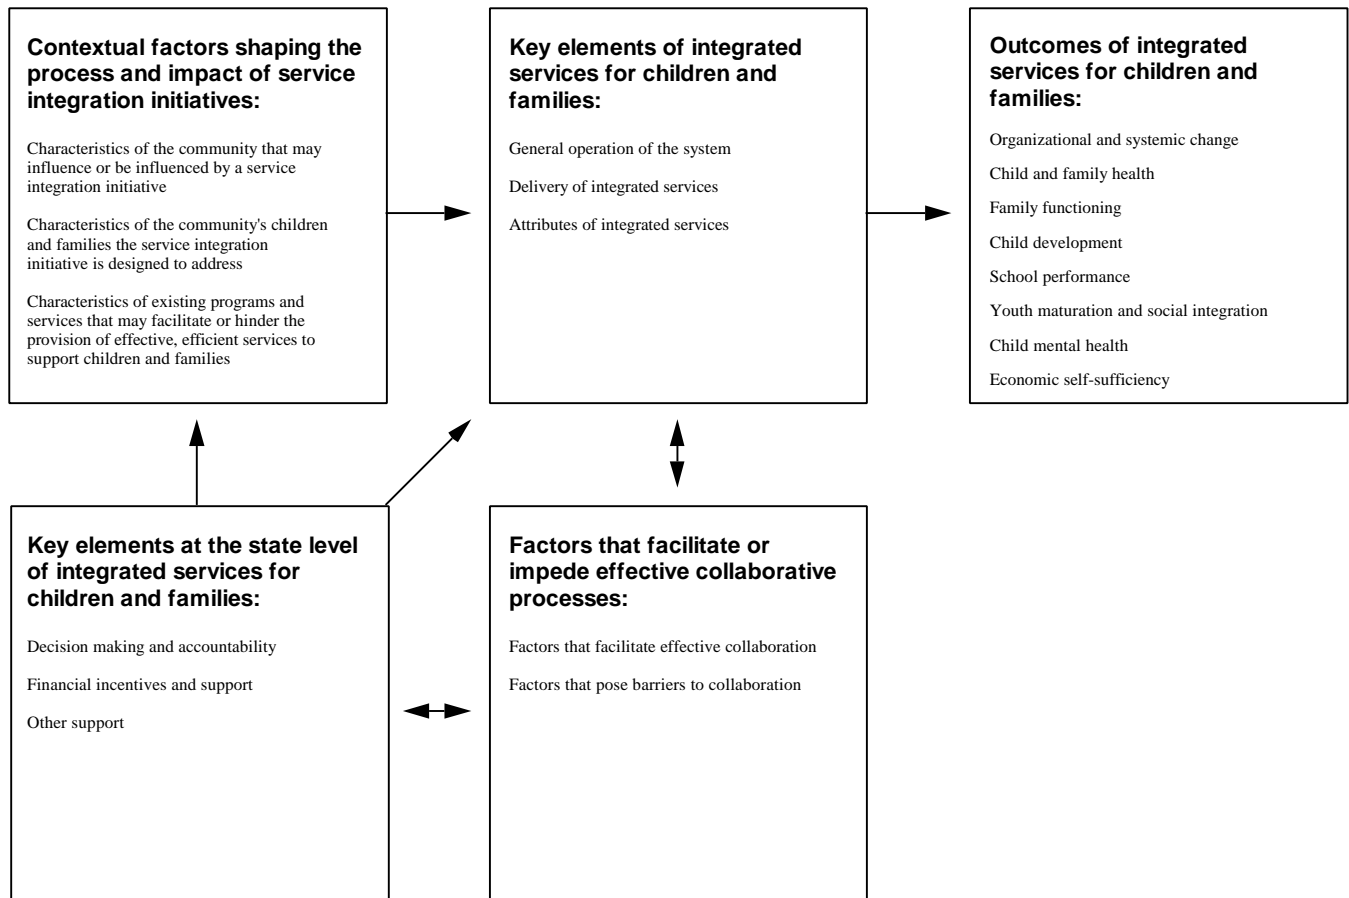 Contextual factors shaping the
process and impact of service
integration initiatives:
Characteristics of the community that may
influence or be influenced by a service
integration initiative
Characteristics of the community's children
and families the service integration
initiative is designed to address
Characteristics of existing programs and
services that may facilitate or hinder the
provision of effective, efficient services to
support children and families
Key elements of integrated
services for children and
families:
General operation of the system
Delivery of integrated services
Attributes of integrated services
Outcomes of integrated
services for children and
families:
Organizational and systemic change
Child and family health
Family functioning
Child development
School performance
Youth maturation and social integration
Child mental health
Economic self-sufficiency
Key elements at the state level
of integrated services for
children and families:
Decision making and accountability
Financial incentives and support
Other support
Factors that facilitate or
impede effective collaborative
processes:
Factors that facilitate effective collaboration
Factors that pose barriers to collaboration